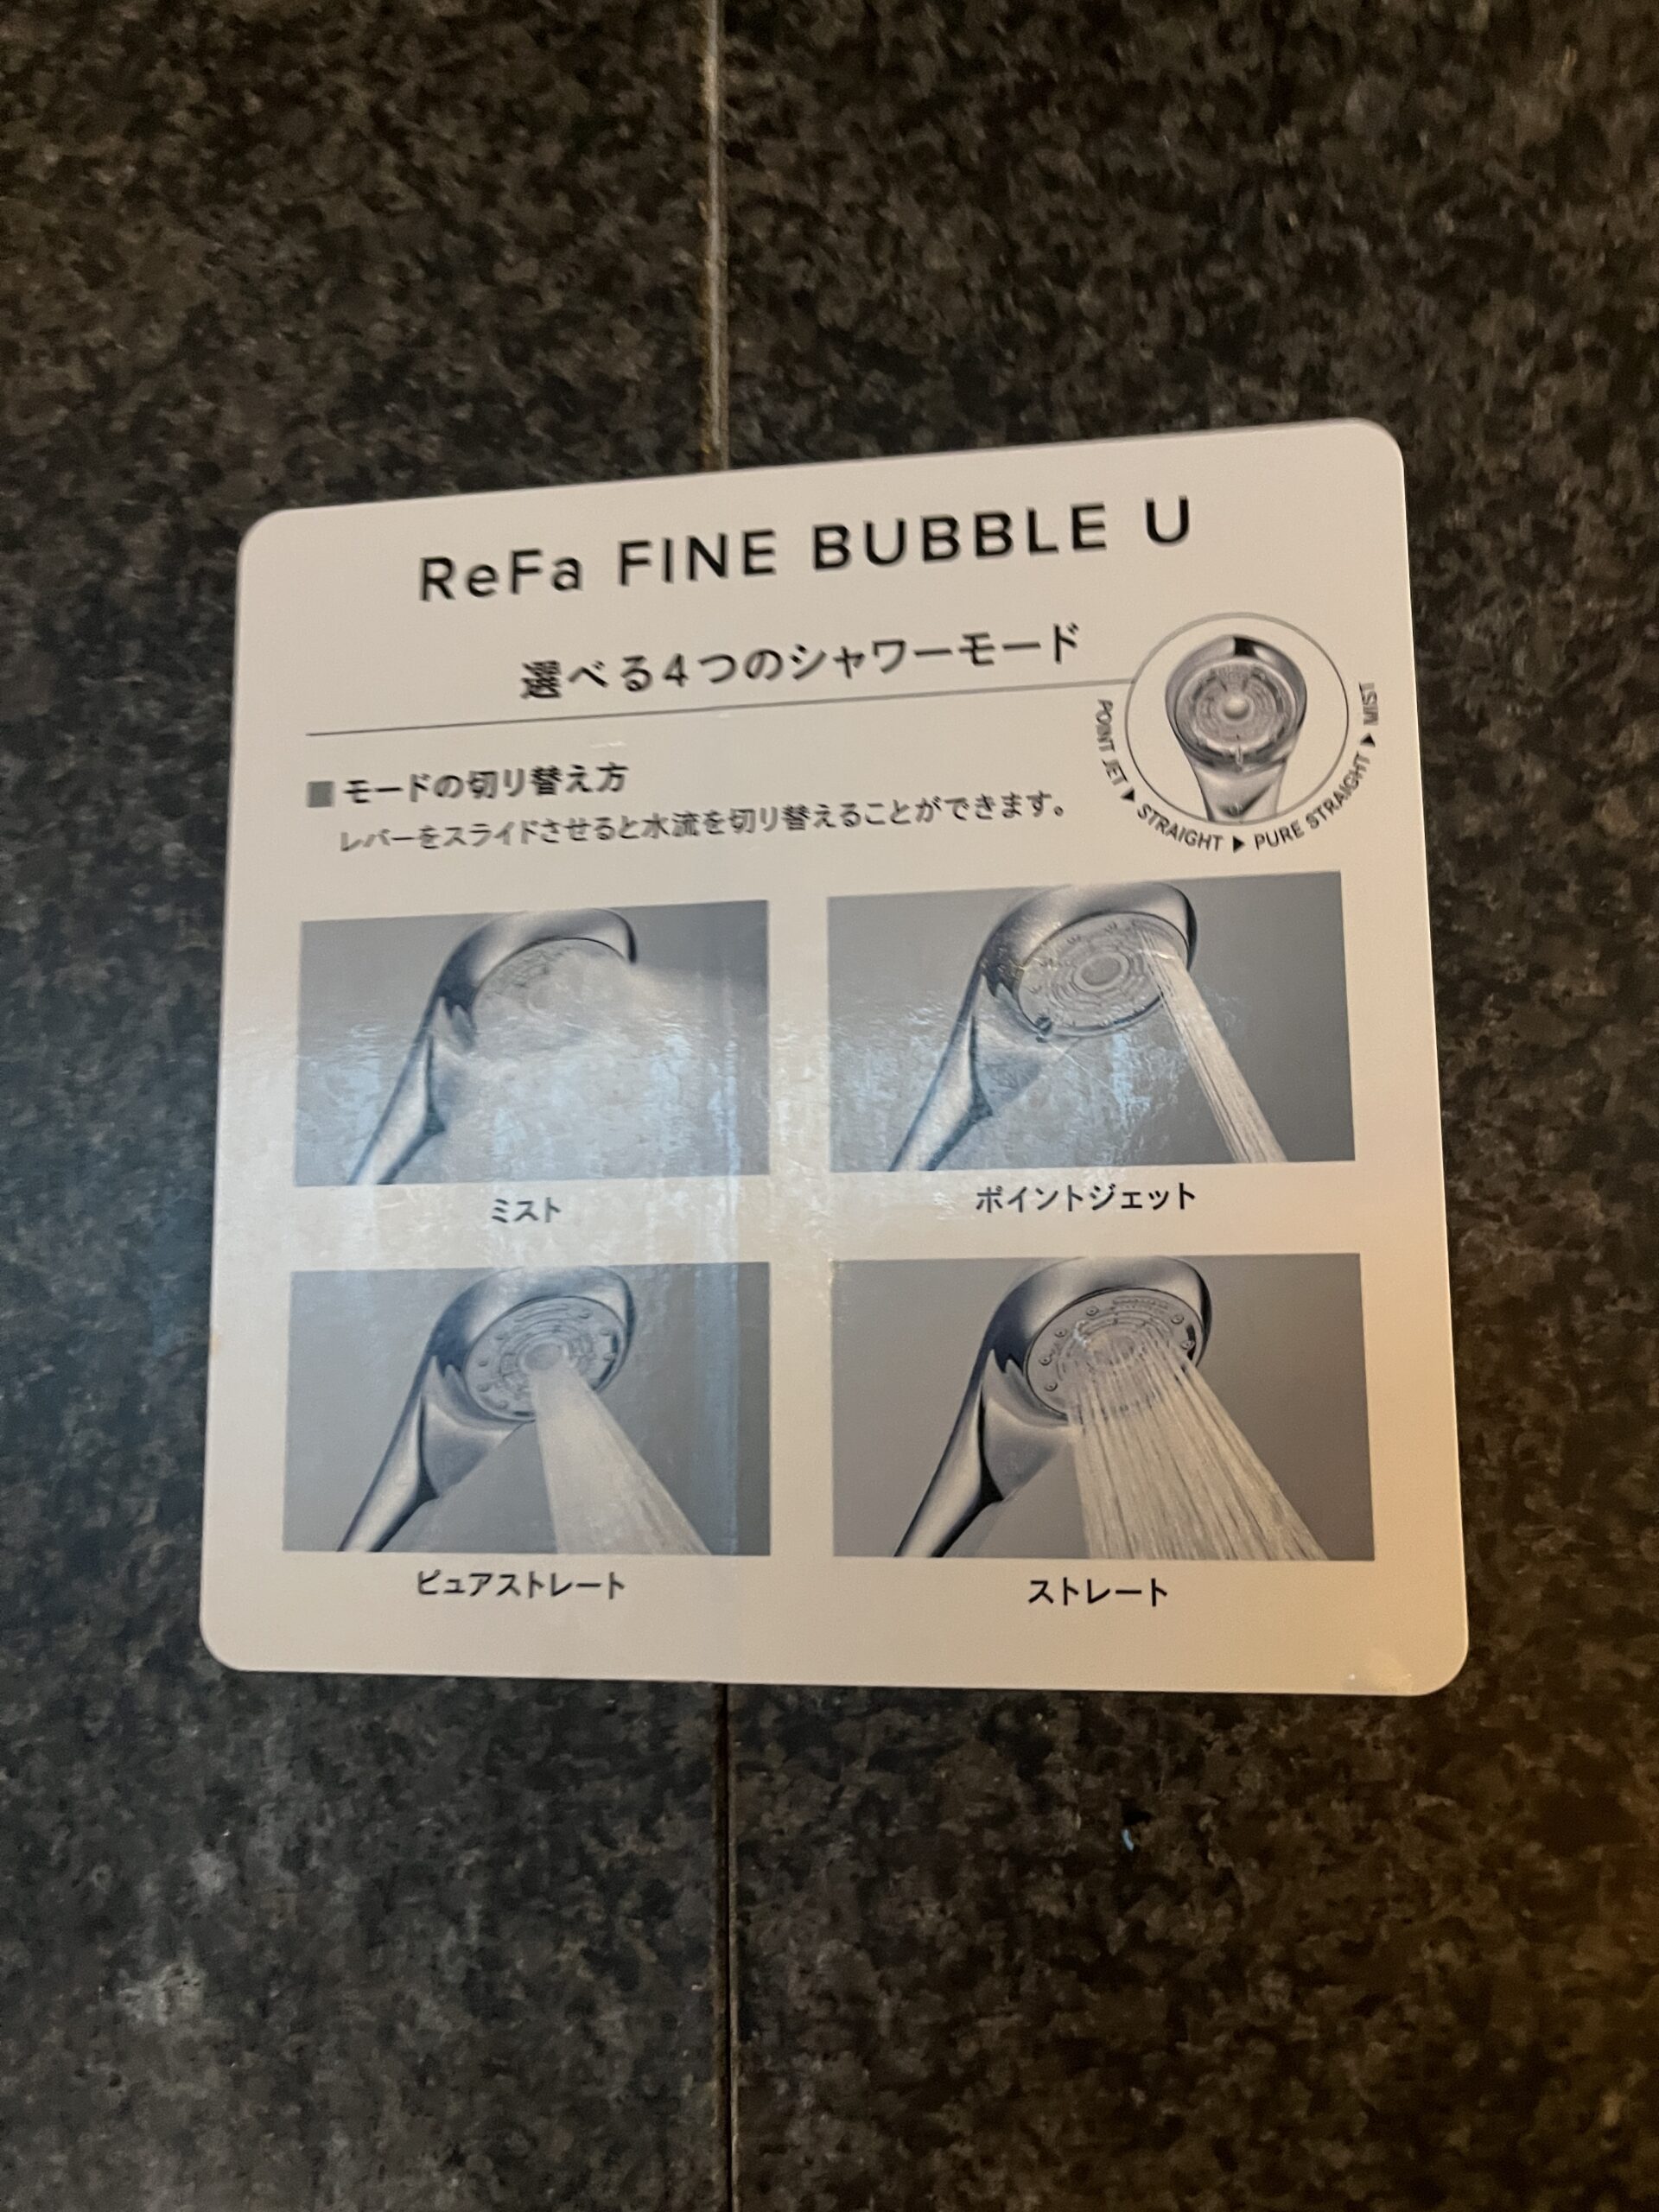 ReFa FINE BUBBLE U
選べる4つのシャワーモード
POINT JET ▶ STRAIGHT ▶ PURE STRAIGHT ▶ MIST
■ モードの切り替え方
レバーをスライドさせると水流を切り替えることができます。
ミスト
ポイントジェット
ピュアストレート
ストレート